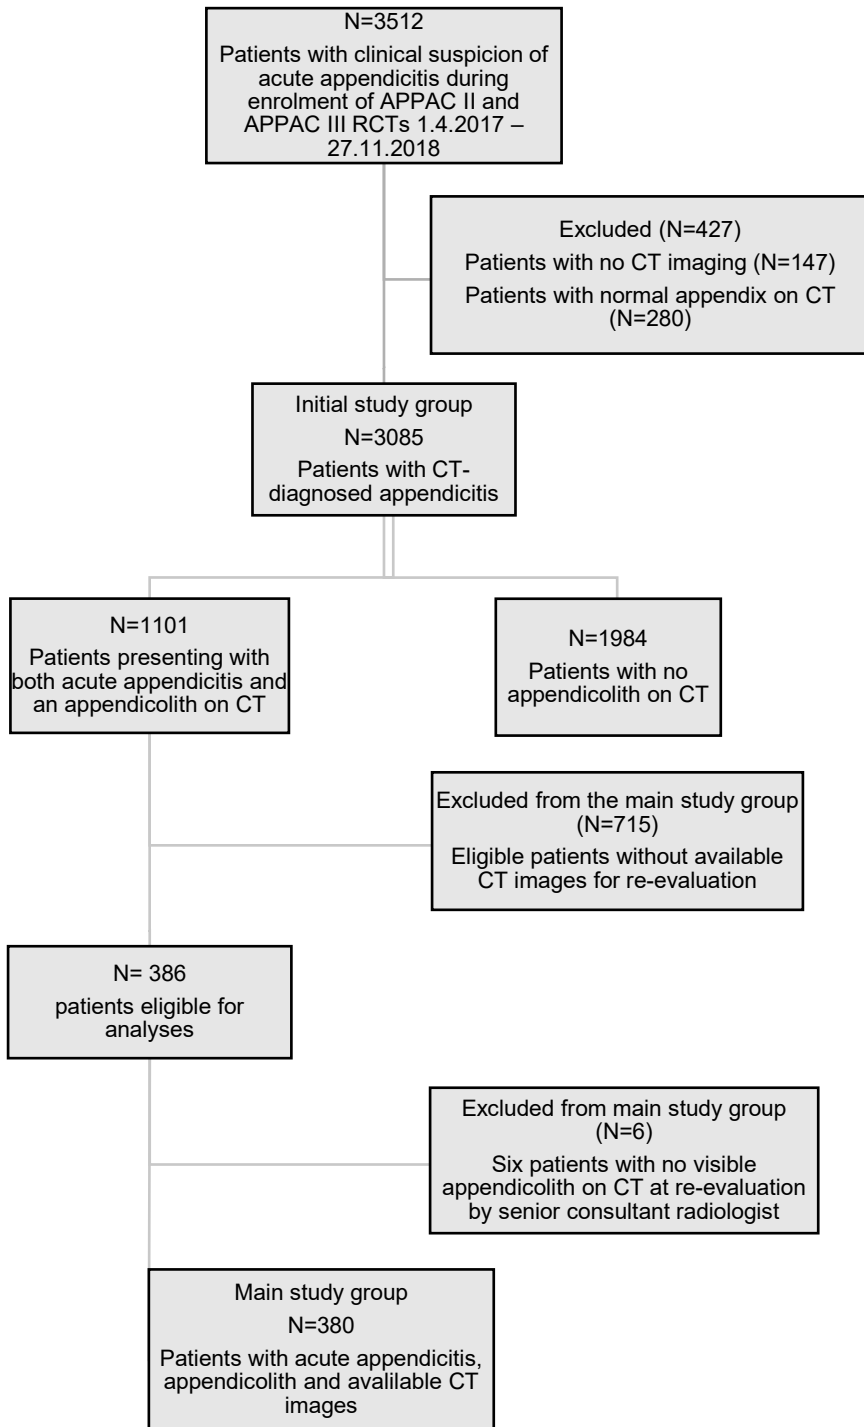 N=3512
Patients with clinical suspicion of
acute appendicitis during
enrolment of APPAC II and
APPAC III RCTs 1.4.2017 –
27.11.2018
Excluded (N=427)
Patients with no CT imaging (N=147)
Patients with normal appendix on CT
(N=280)
Initial study group
N=3085
Patients with CT-
diagnosed appendicitis
N=1101
Patients presenting with
both acute appendicitis and
an appendicolith on CT
N=1984
Patients with no
appendicolith on CT
Excluded from the main study group
(N=715)
Eligible patients without available
CT images for re-evaluation
N= 386
patients eligible for
analyses
Excluded from main study group
(N=6)
Six patients with no visible
appendicolith on CT at re-evaluation
by senior consultant radiologist
Main study group
N=380
Patients with acute appendicitis,
appendicolith and avalilable CT
images